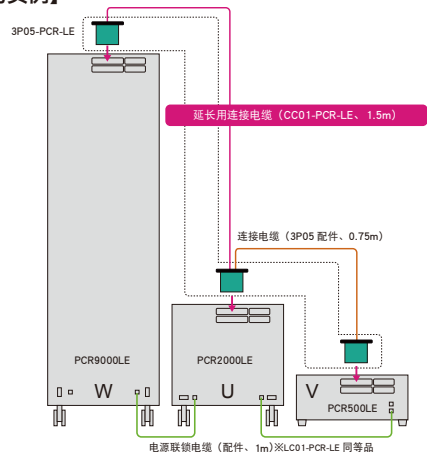 例】
3P05-PCR-LE
延长用连接电缆（CC01-PCR-LE、1.5m）
连接电缆（3P05 配件、0.75m）
PCR9000LE
PCR2000LE
W
U
V
PCR500LE
电源联锁电缆（配件、1m）※LC01-PCR-LE 同等品